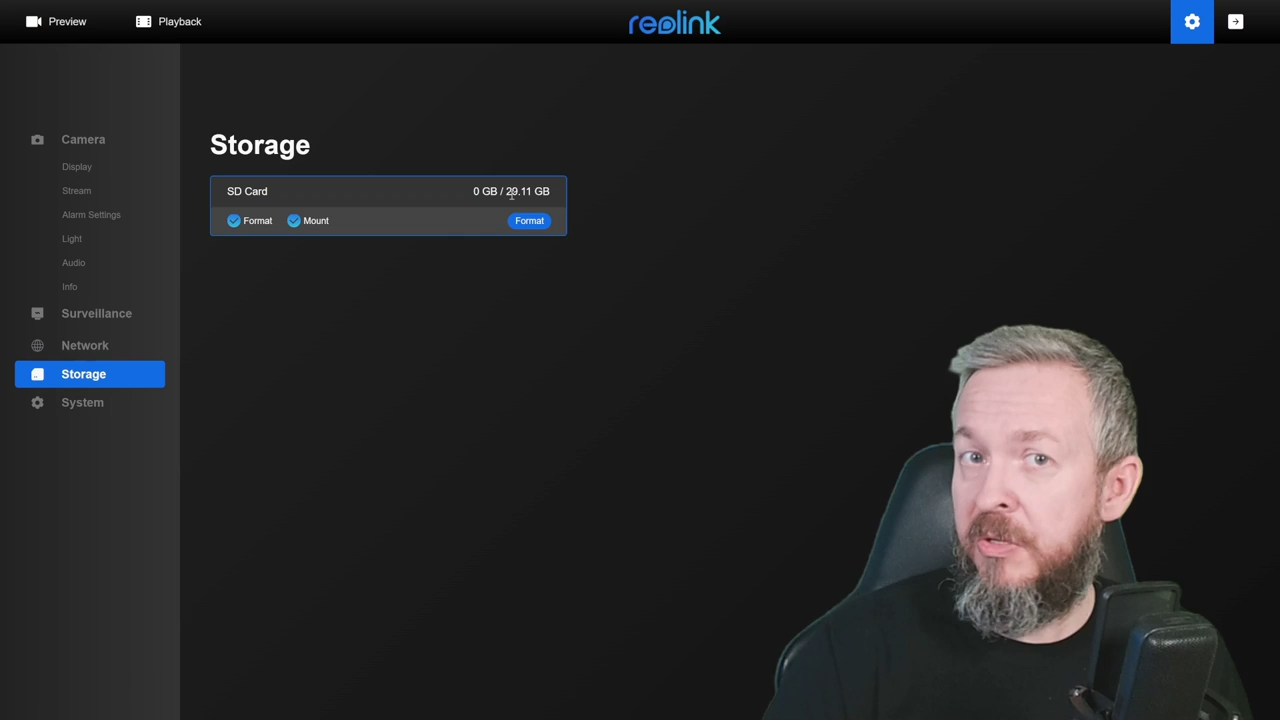 Preview
Playback
reolink
Camera
Display
Stream
Alarm Settings
Light
Audio
Info
Surveillance
Network
Storage
System
Storage
SD Card
0 GB / 29.11 GB
Format
Mount
Format